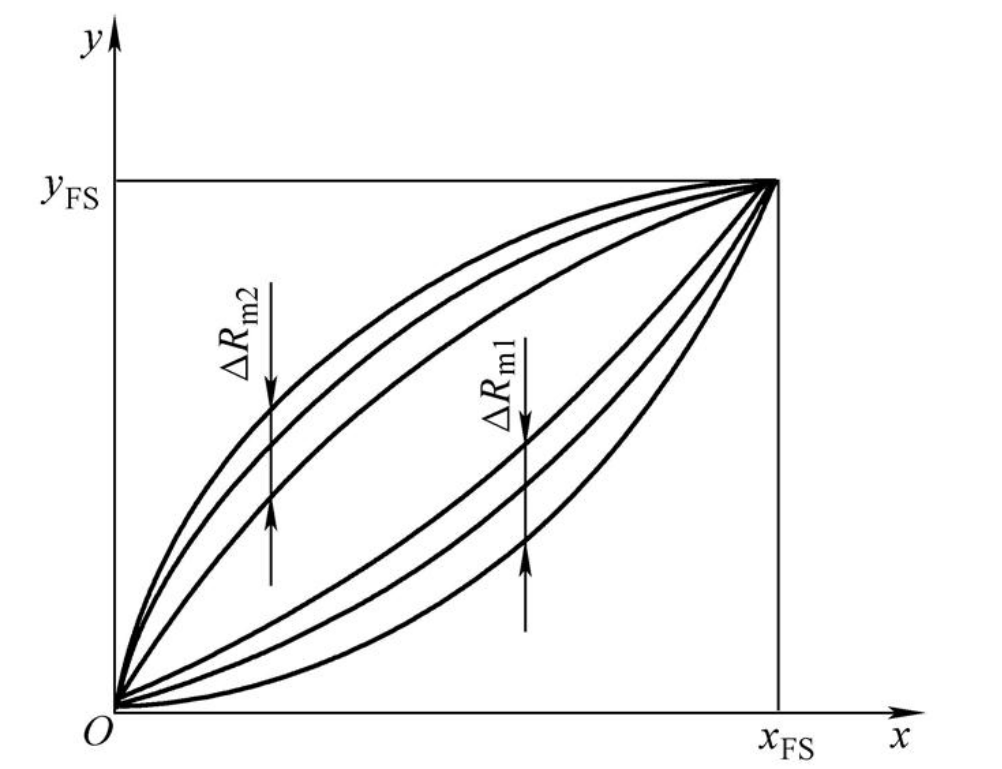 y
y_FS
ΔR_m2
ΔR_m1
O
x_FS
x